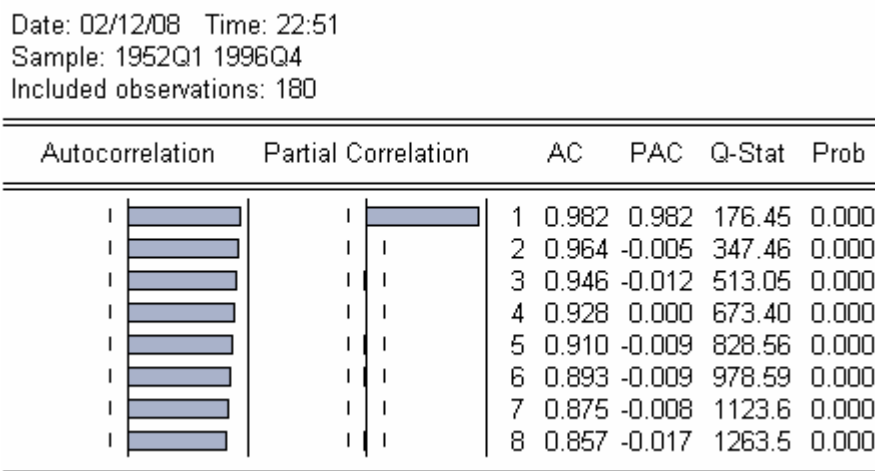 Date: 02/12/08 Time: 22:51
Sample: 1952Q1 1996Q4
Included observations: 180
Autocorrelation Partial Correlation AC PAC Q-Stat Prob
1 0.982 0.982 176.45 0.000
2 0.964 -0.005 347.46 0.000
3 0.946 -0.012 513.05 0.000
4 0.928 0.000 673.40 0.000
5 0.910 -0.009 828.56 0.000
6 0.893 -0.009 978.59 0.000
7 0.875 -0.008 1123.6 0.000
8 0.857 -0.017 1263.5 0.000